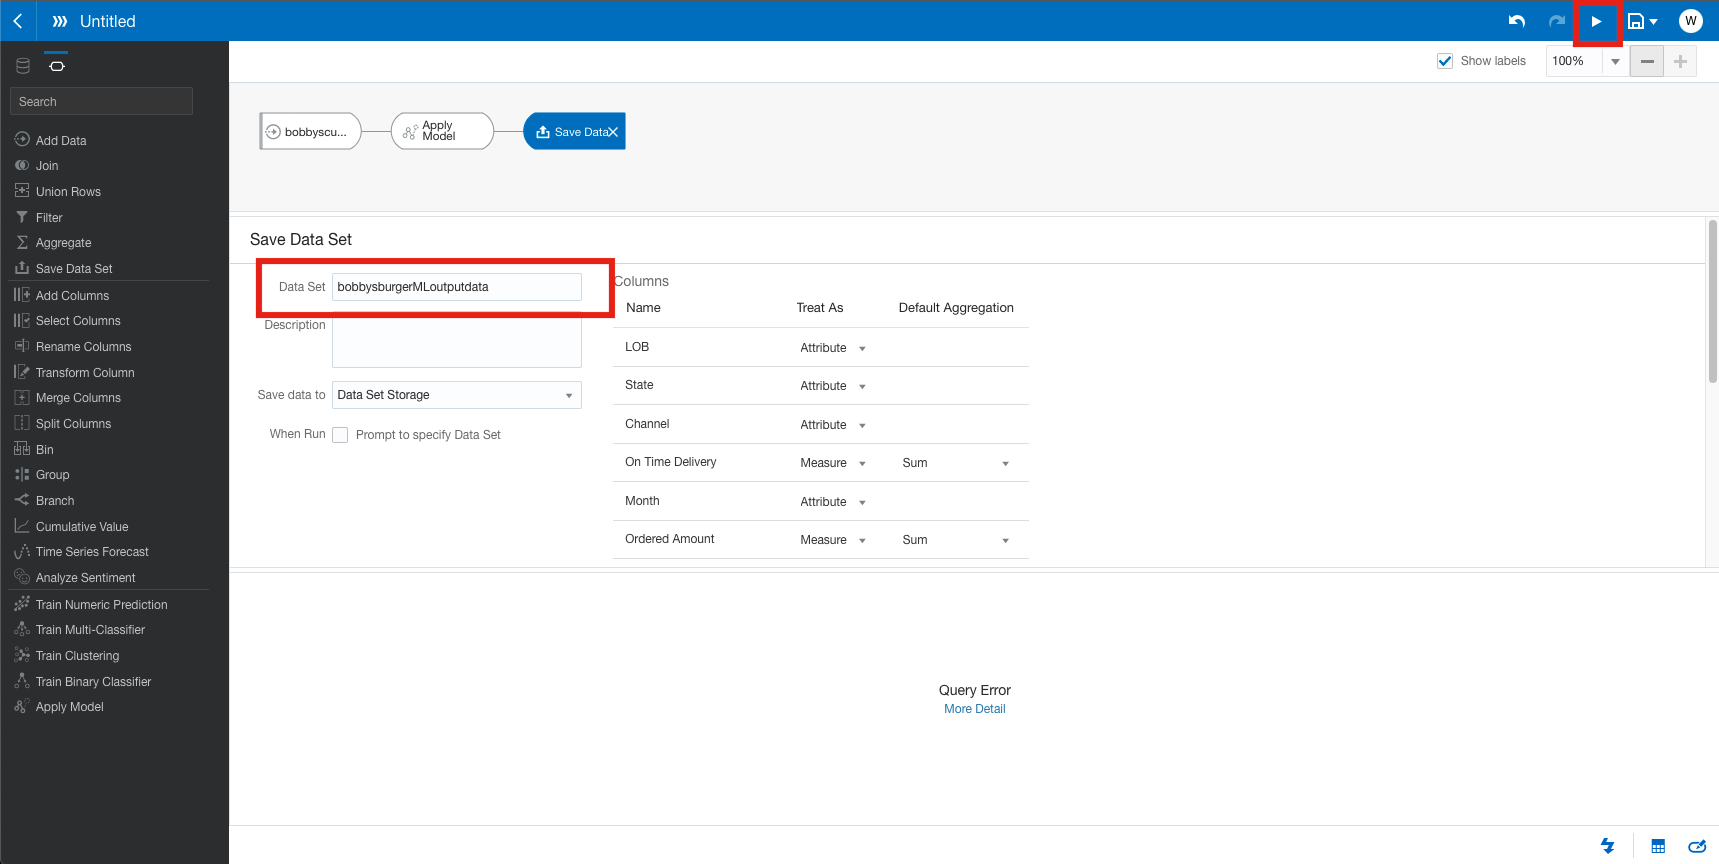 Untitled
W
Show labels
100%
Search
Add Data
Join
Union Rows
Filter
Aggregate
Save Data Set
Add Columns
Select Columns
Rename Columns
Transform Column
Merge Columns
Split Columns
Bin
Group
Branch
Cumulative Value
Time Series Forecast
Analyze Sentiment
Train Numeric Prediction
Train Multi-Classifier
Train Clustering
Train Binary Classifier
Apply Model
bobbyscu...
Apply
Model
Save Data
Save Data Set
Data Set bobbysburgerMLoutputdata
Description
Save data to Data Set Storage
When Run Prompt to specify Data Set
Columns
Name Treat As Default Aggregation
LOB Attribute
State Attribute
Channel Attribute
On Time Delivery Measure Sum
Month Attribute
Ordered Amount Measure Sum
Query Error
More Detail